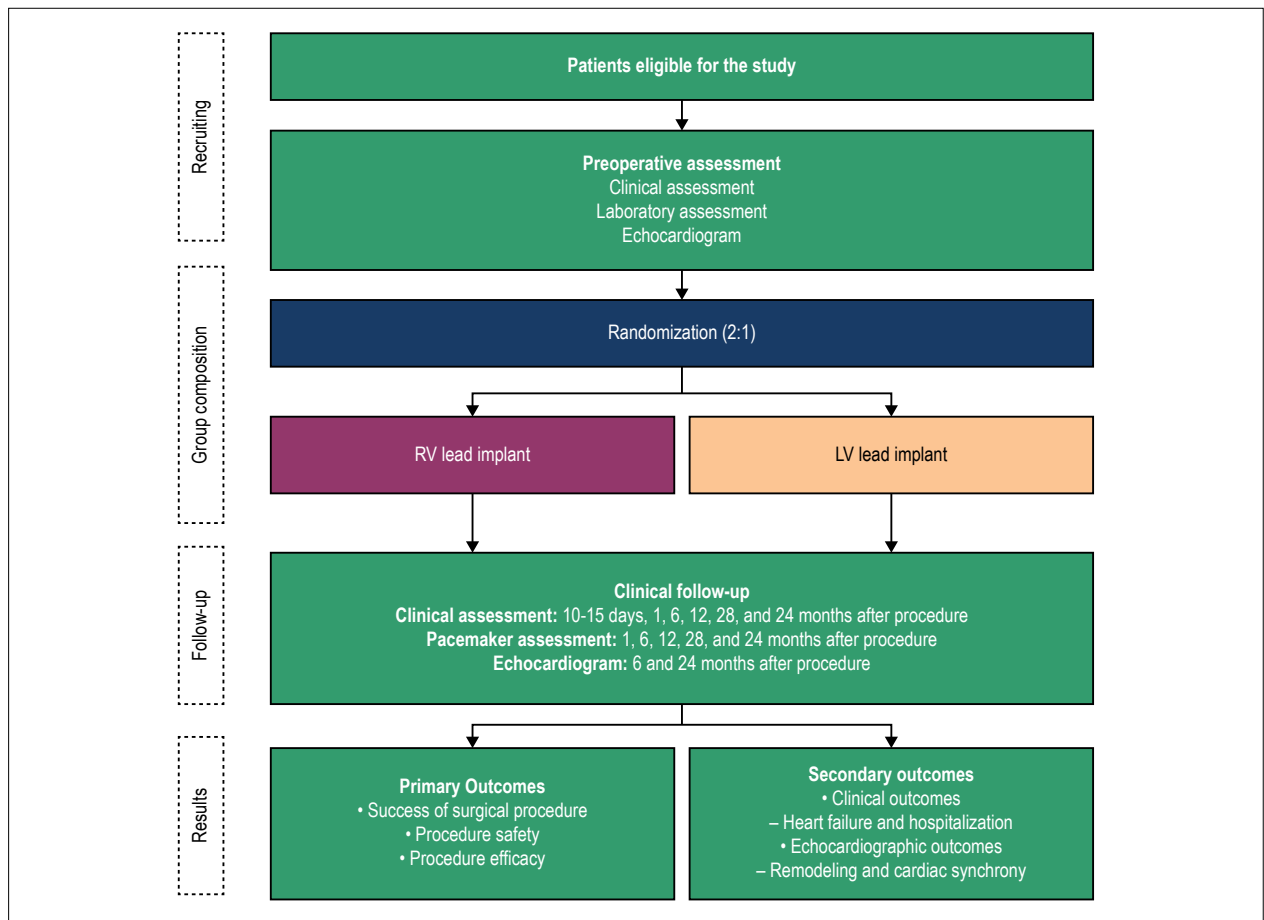 Recruiting
Patients eligible for the study
Preoperative assessment
Clinical assessment
Laboratory assessment
Echocardiogram
Group composition
Randomization (2:1)
RV lead implant
LV lead implant
Follow-up
Clinical follow-up
Clinical assessment: 10-15 days, 1, 6, 12, 28, and 24 months after procedure
Pacemaker assessment: 1, 6, 12, 28, and 24 months after procedure
Echocardiogram: 6 and 24 months after procedure
Results
Primary Outcomes
• Success of surgical procedure
• Procedure safety
• Procedure efficacy
Secondary outcomes
• Clinical outcomes
– Heart failure and hospitalization
• Echocardiographic outcomes
– Remodeling and cardiac synchrony